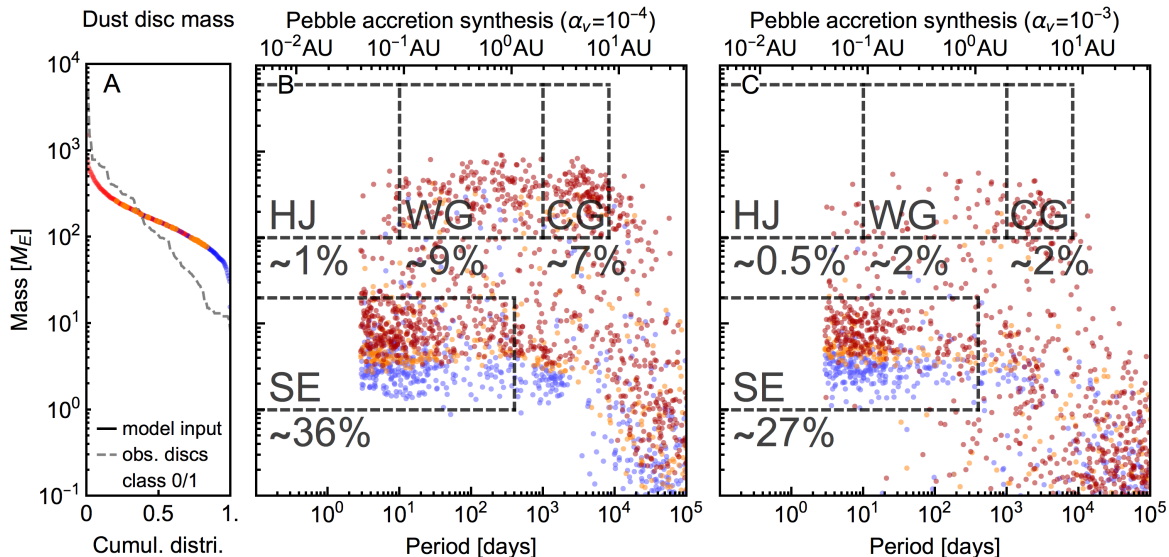 Dust disc mass
Pebble accretion synthesis (αᵥ=10⁻⁴)
Pebble accretion synthesis (αᵥ=10⁻³)
10⁻²AU 10⁻¹AU 10⁰AU 10¹AU
10⁻²AU 10⁻¹AU 10⁰AU 10¹AU
10⁴
10³
10²
10¹
10⁰
10⁻¹
Mass [M_E]
A
model input
obs. discs
class 0/1
0 0.5 1.
Cumul. distri.
B
HJ WG CG
~1% ~9% ~7%
SE
~36%
10⁰ 10¹ 10² 10³ 10⁴ 10⁵
Period [days]
C
HJ WG CG
~0.5% ~2% ~2%
SE
~27%
10⁰ 10¹ 10² 10³ 10⁴ 10⁵
Period [days]